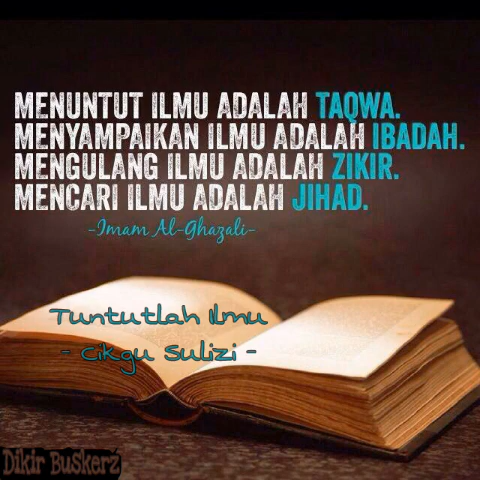 MENUNTUT ILMU ADALAH TAQWA.
MENYAMPAIKAN ILMU ADALAH IBADAH.
MENGULANG ILMU ADALAH ZIKIR.
MENCARI ILMU ADALAH JIHAD.
-Imam Al-Ghazali-
Tuntutlah Ilmu
- Cikgu Sulizi -
Dikir Buskerź